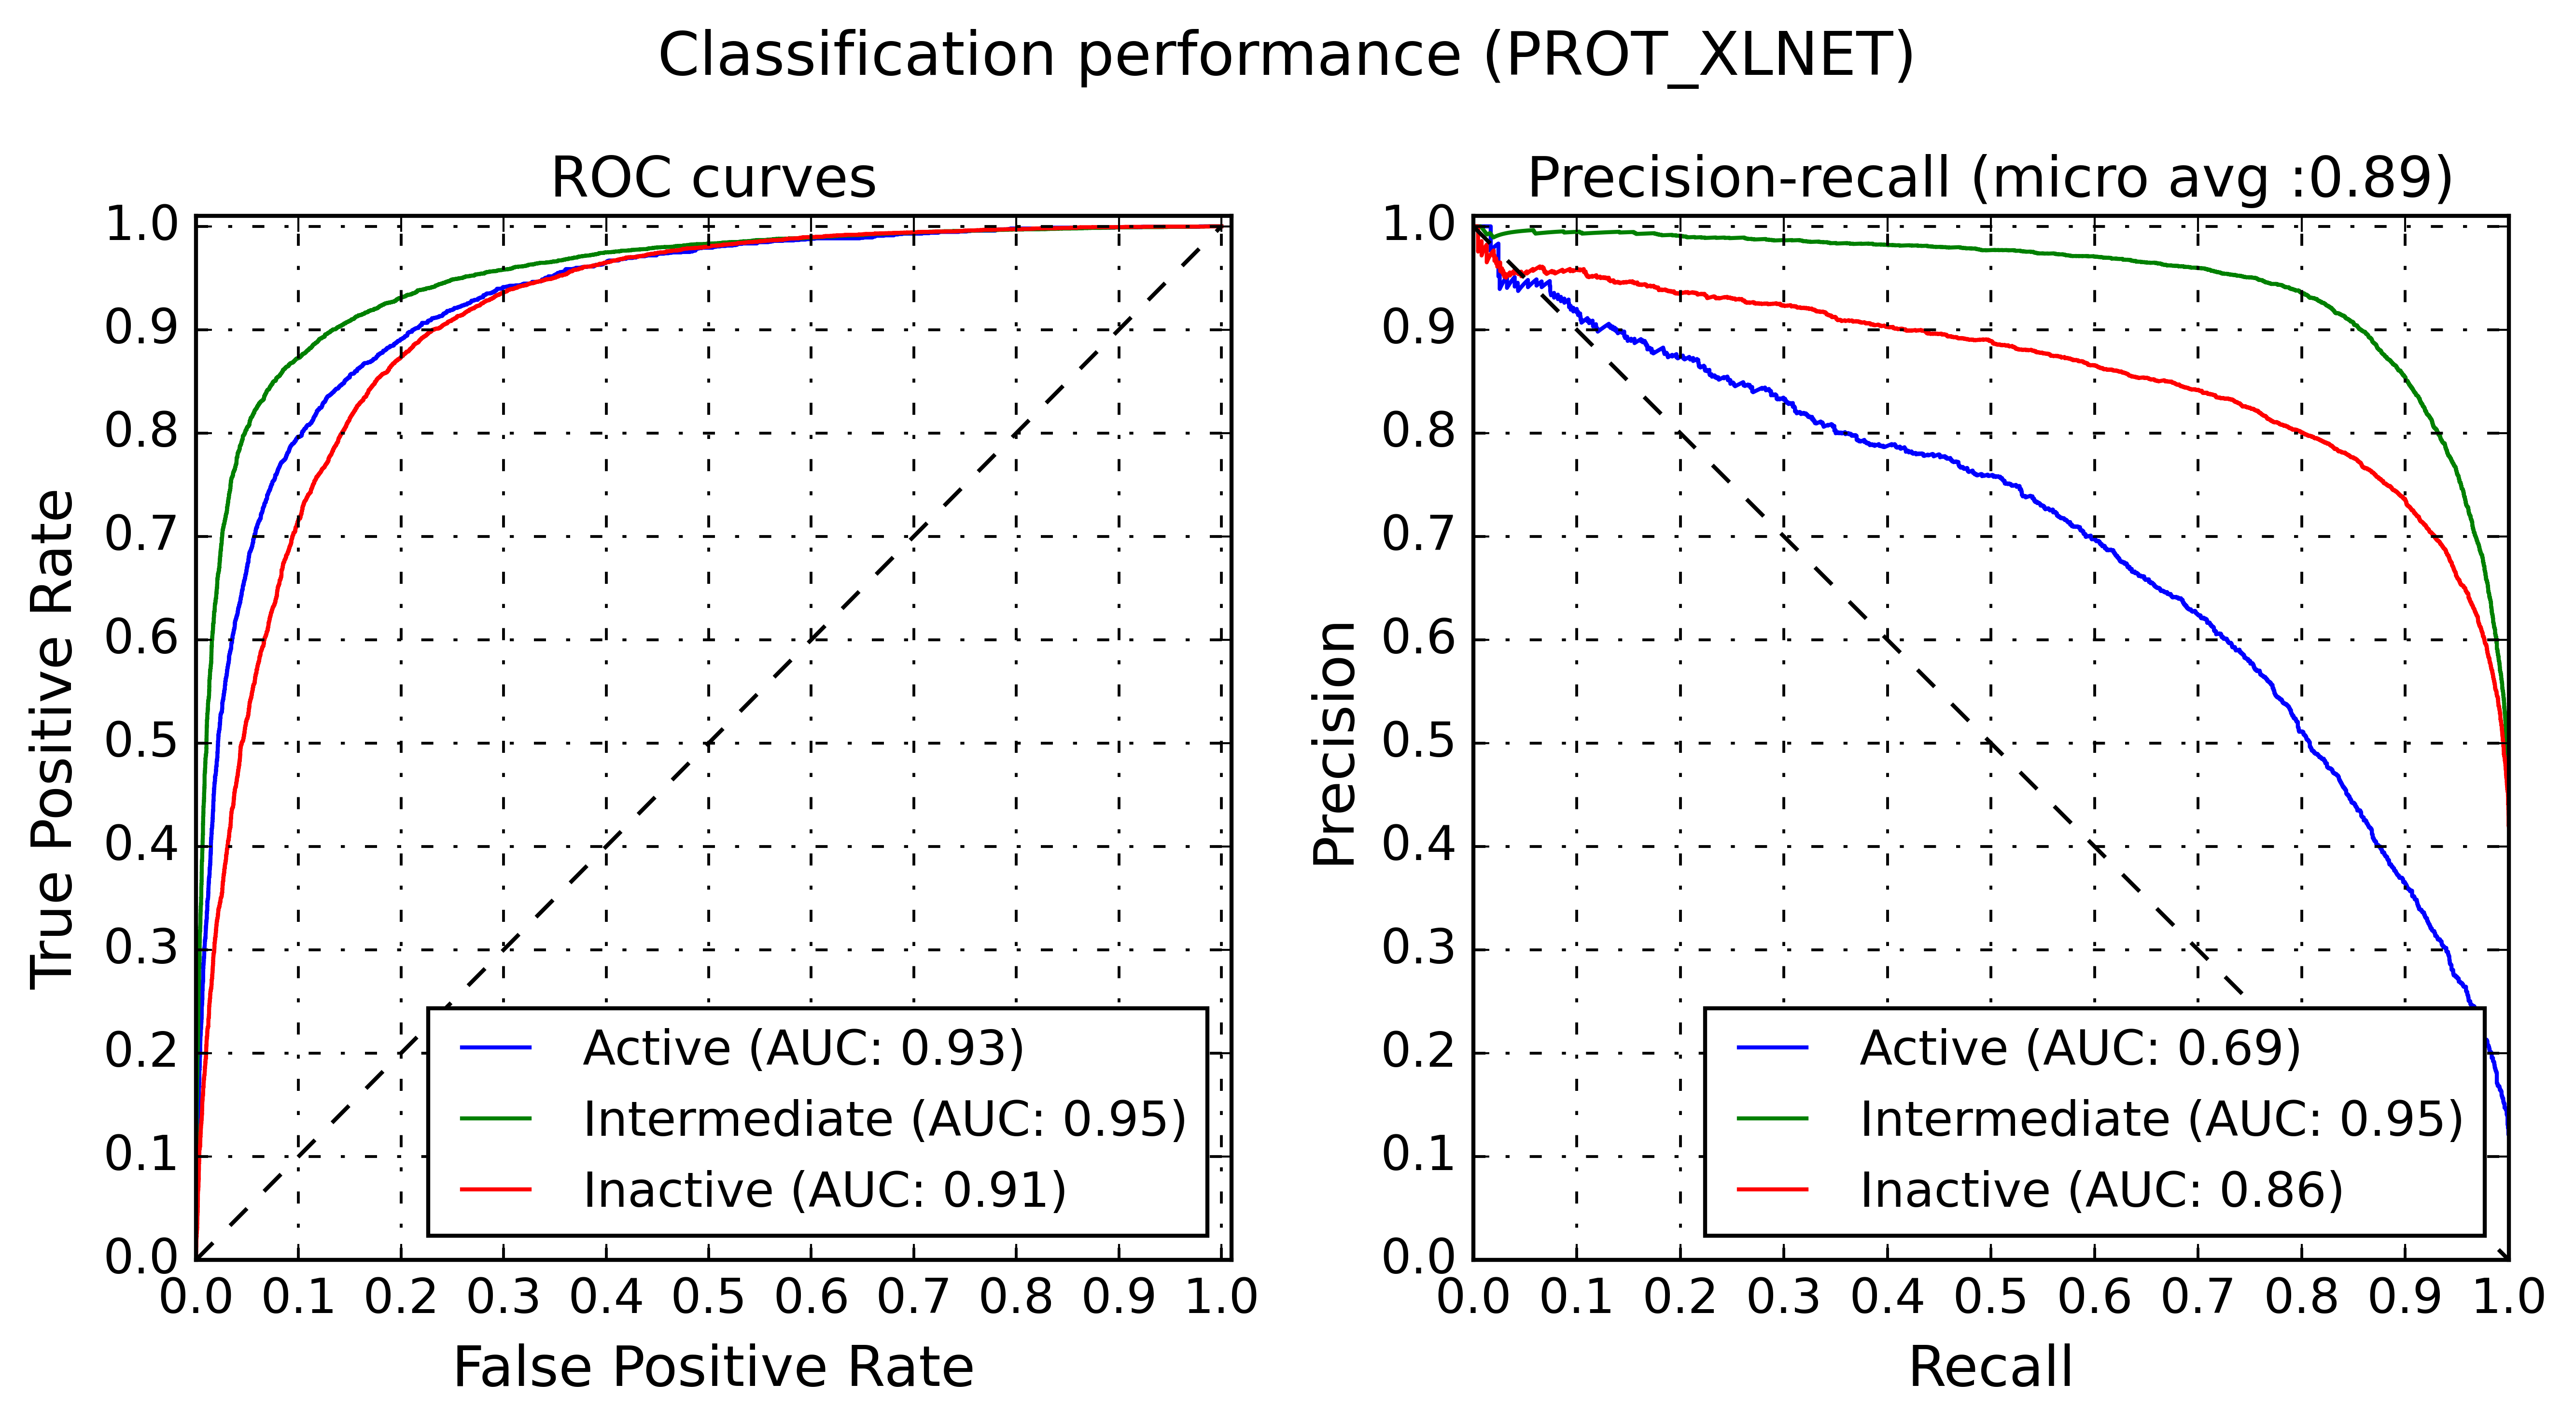 Classification performance (PROT_XLNET)
ROC curves
1.0
0.9
0.8
0.7
0.6
0.5
0.4
0.3
0.2
0.1
0.0
True Positive Rate
Active (AUC: 0.93)
Intermediate (AUC: 0.95)
Inactive (AUC: 0.91)
0.0 0.1 0.2 0.3 0.4 0.5 0.6 0.7 0.8 0.9 1.0
False Positive Rate
Precision-recall (micro avg :0.89)
1.0
0.9
0.8
0.7
0.6
0.5
0.4
0.3
0.2
0.1
0.0
Precision
Active (AUC: 0.69)
Intermediate (AUC: 0.95)
Inactive (AUC: 0.86)
0.0 0.1 0.2 0.3 0.4 0.5 0.6 0.7 0.8 0.9 1.0
Recall